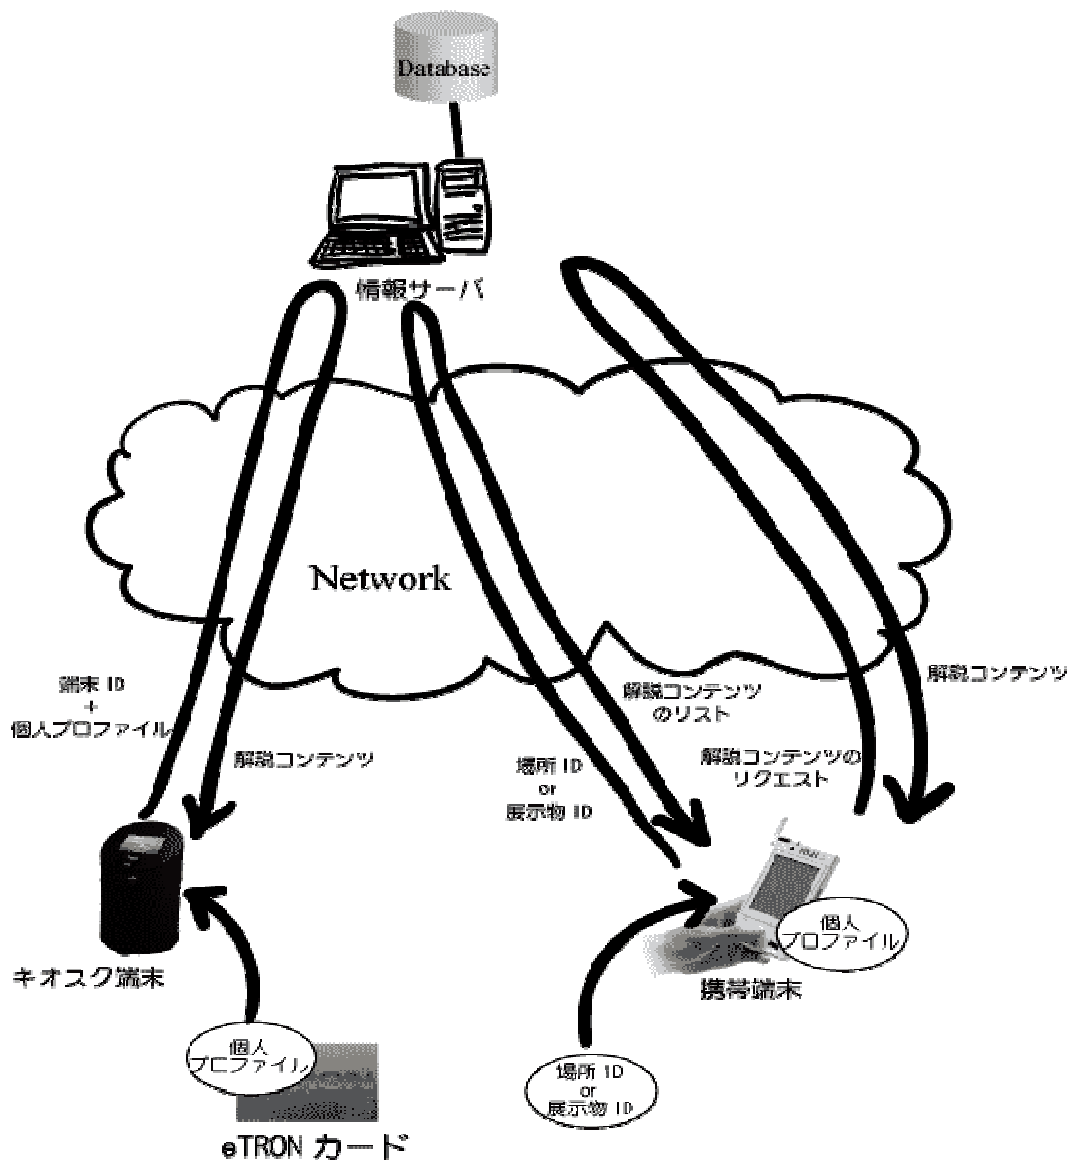 Database
情報サーバ
Network
端末 ID
+
個人プロファイル
解説コンテンツ
解説コンテンツ
のリスト
場所 ID
or
展示物 ID
解説コンテンツの
リクエスト
解説コンテンツ
キオスク端末
個人
プロファイル
携帯端末
個人
プロファイル
eTRON カード
場所 ID
or
展示物 ID